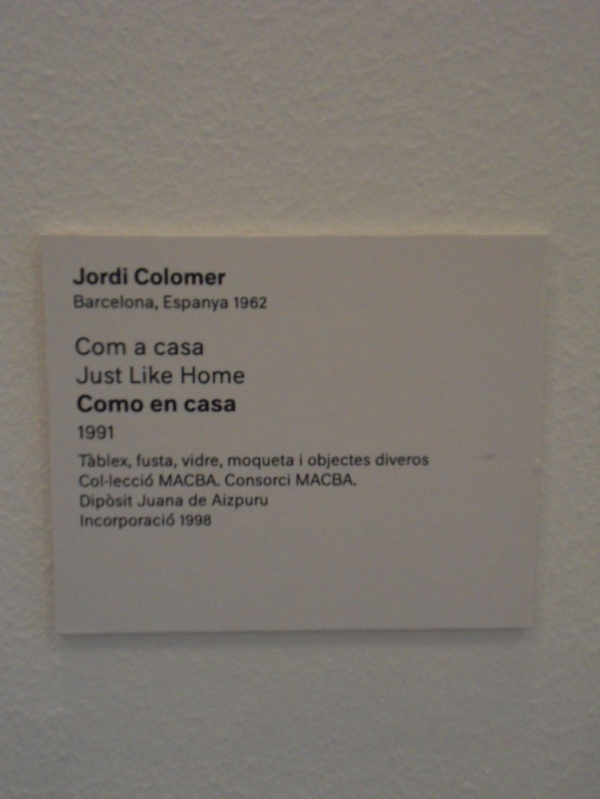 Jordi Colomer
Barcelona, Espanya 1962
Com a casa
Just Like Home
Como en casa
1991
Tàblex, fusta, vidre, moqueta i objectes diveros
Col·lecció MACBA. Consorci MACBA.
Dipòsit Juana de Aizpuru
Incorporació 1998